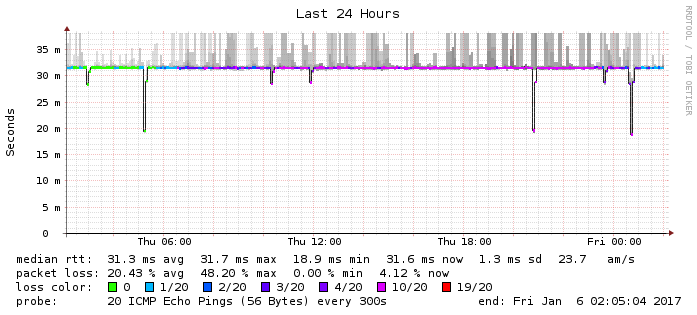 Last 24 Hours
RRDTOOL / TOBI OETIKER
Seconds
35 m
30 m
25 m
20 m
15 m
10 m
5 m
0
Thu 06:00 Thu 12:00 Thu 18:00 Fri 00:00
median rtt: 31.3 ms avg 31.7 ms max 18.9 ms min 31.6 ms now 1.3 ms sd 23.7 am/s
packet loss: 20.43 % avg 48.20 % max 0.00 % min 4.12 % now
loss color: 0 1/20 2/20 3/20 4/20 10/20 19/20
probe: 20 ICMP Echo Pings (56 Bytes) every 300s end: Fri Jan 6 02:05:04 2017